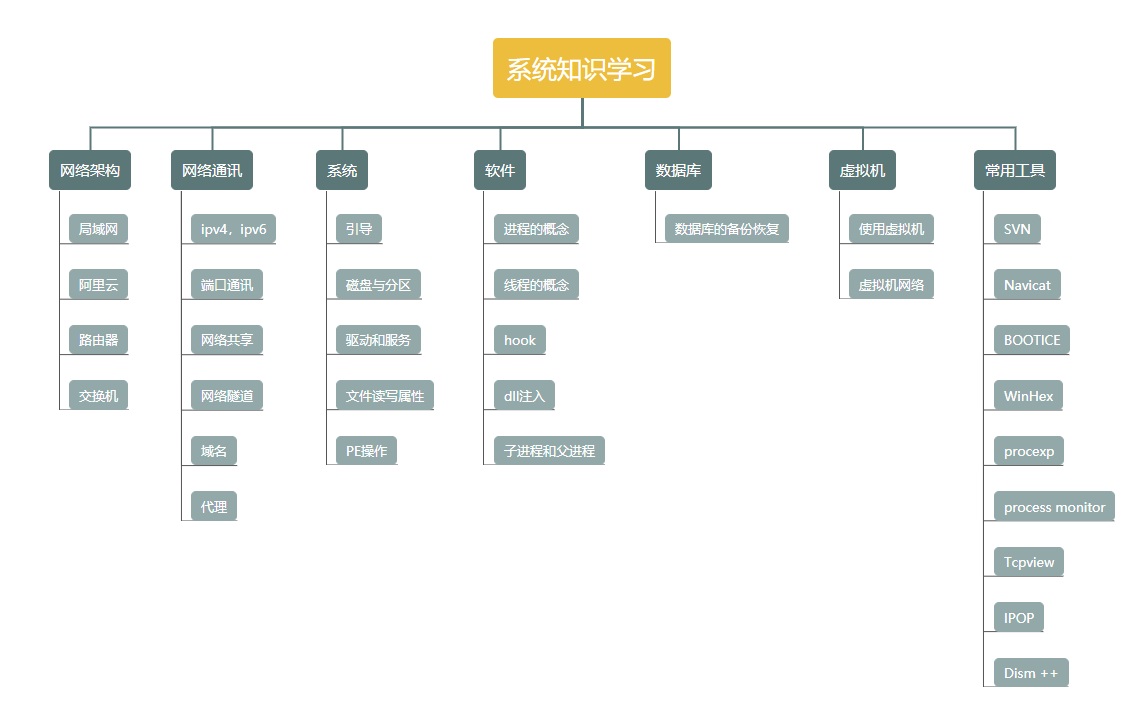 系统知识学习
网络架构
局域网
阿里云
路由器
交换机
网络通讯
ipv4，ipv6
端口通讯
网络共享
网络隧道
域名
代理
系统
引导
磁盘与分区
驱动和服务
文件读写属性
PE操作
软件
进程的概念
线程的概念
hook
dll注入
子进程和父进程
数据库
数据库的备份恢复
虚拟机
使用虚拟机
虚拟机网络
常用工具
SVN
Navicat
BOOTICE
WinHex
procexp
process monitor
Tcpview
IPOP
Dism ++